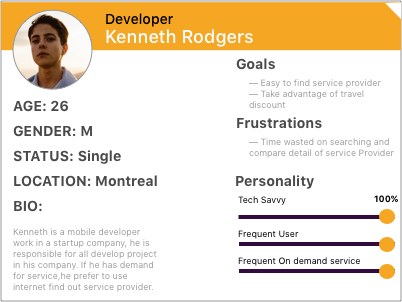 Developer
Kenneth Rodgers
AGE: 26
GENDER: M
STATUS: Single
LOCATION: Montreal
BIO:
Kenneth is a mobile developer
work in a startup company, he is
responsible for all develop project
in his company. If he has demand
for service,he prefer to use
internet find out service provider.
Goals
— Easy to find service provider
— Take advantage of travel
discount
Frustrations
— Time wasted on searching and
compare detail of service Provider
Personality
Tech Savvy 100%
Frequent User
Frequent On demand service